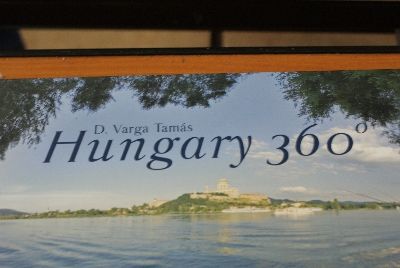 D. Varga Tamás
Hungary 360°